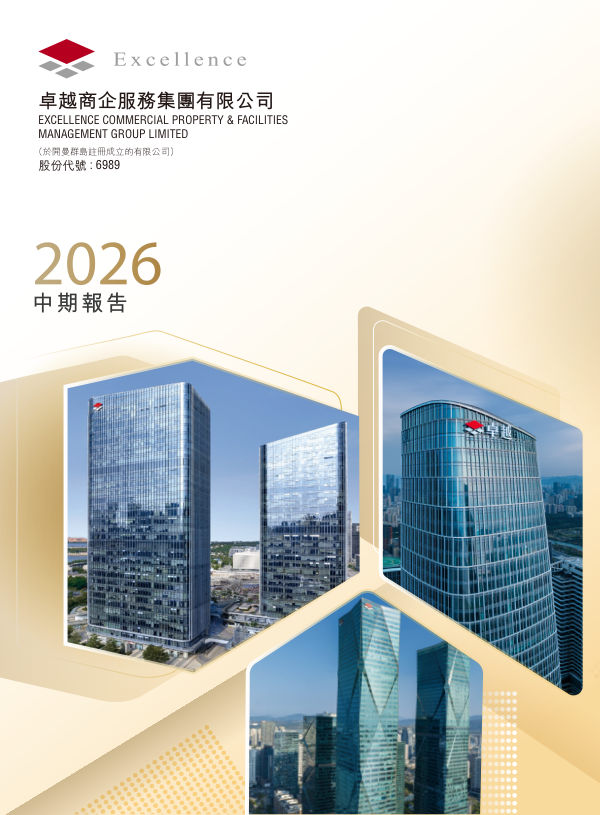 Excellence
卓越商企服務集團有限公司
EXCELLENCE COMMERCIAL PROPERTY & FACILITIES
MANAGEMENT GROUP LIMITED
(於開曼群島註冊成立的有限公司)
股份代號 : 6989
2026
中期報告
卓越